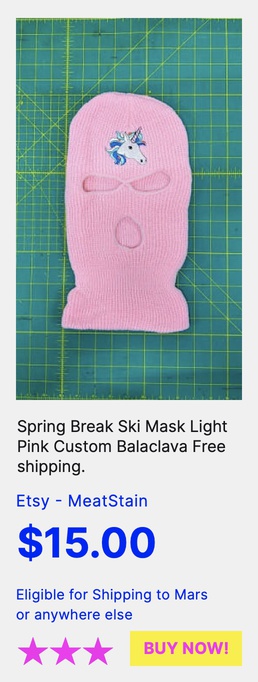 Spring Break Ski Mask Light
Pink Custom Balaclava Free
shipping.
Etsy - MeatStain
$15.00
Eligible for Shipping to Mars
or anywhere else
BUY NOW!